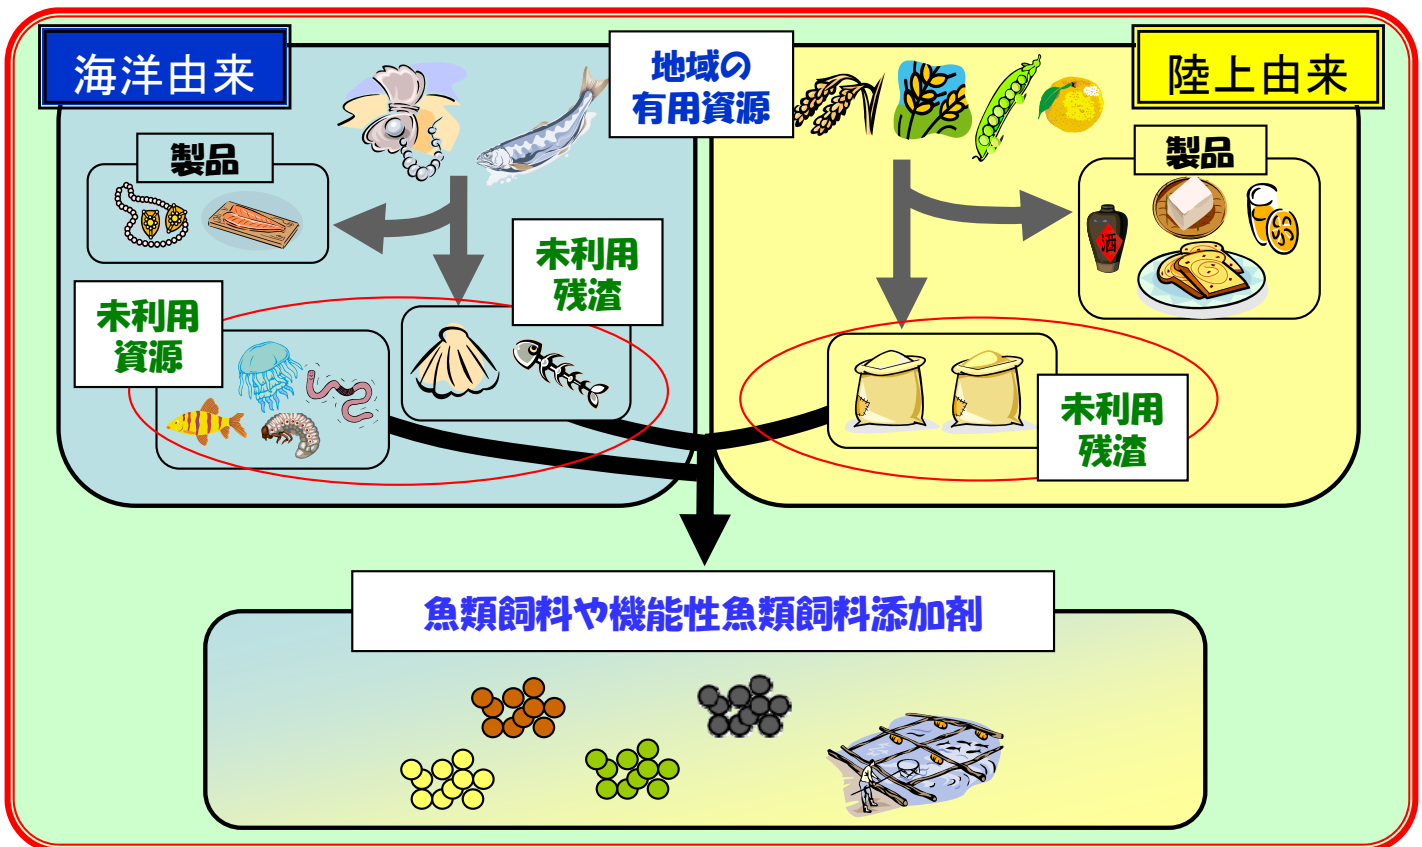 海洋由来
地域の
有用資源
陸上由来
製品
製品
酒
未利用
残渣
未利用
資源
未利用
残渣
魚類飼料や機能性魚類飼料添加剤